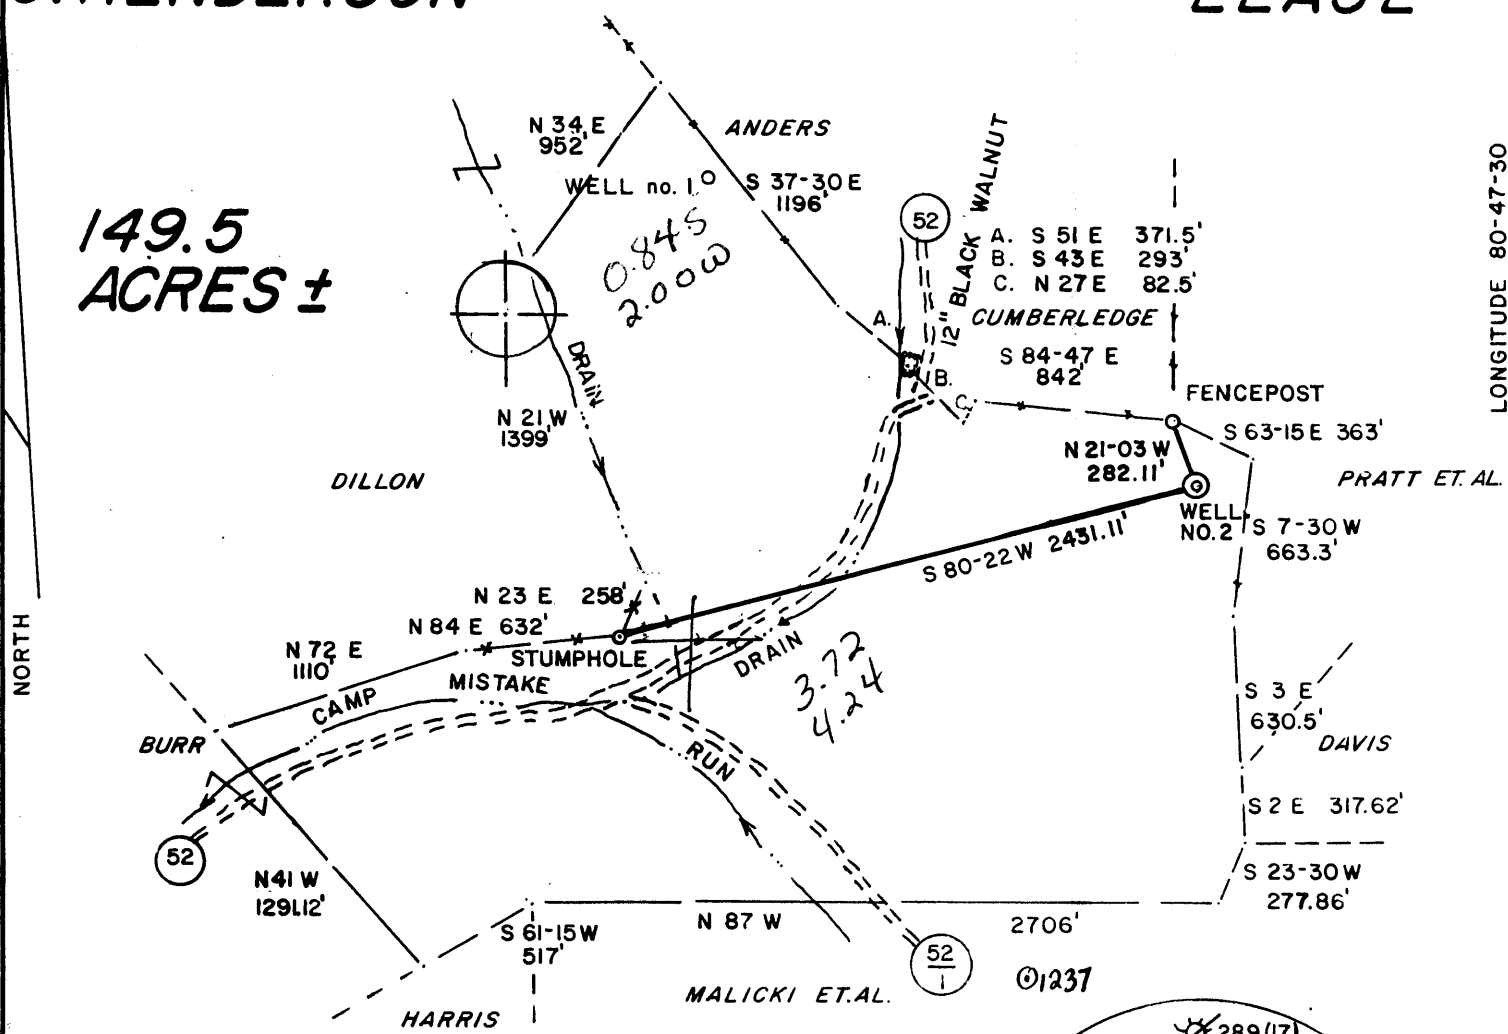 LEASE
149.5
ACRES ±
N 34 E
952'
WELL no. 1
ANDERS
S 37-30 E
1196'
0.84 S
2.00 W
52
12" BLACK WALNUT
A. S 51 E 371.5'
B. S 43 E 293'
C. N 27 E 82.5'
CUMBERLEDGE
A.
B.
C.
S 84-47 E
842'
LONGITUDE 80-47-30
FENCEPOST
S 63-15 E 363'
N 21-03 W
282.11'
PRATT ET. AL.
WELL
NO.2
S 7-30 W
663.3'
DRAIN
N 21 W
1399'
DILLON
S 80-22 W 2431.11'
N 23 E 258'
N 84 E 632'
N 72 E
1110'
STUMPHOLE
DRAIN
3.72
4.24
NORTH
CAMP
MISTAKE
RUN
BURR
S 3 E
630.5'
DAVIS
S 2 E 317.62'
52
N 41 W
1291.12'
S 23-30 W
277.86'
S 61-15 W
517'
N 87 W
2706'
52
1
1237
MALICKI ET.AL.
HARRIS
289(17)